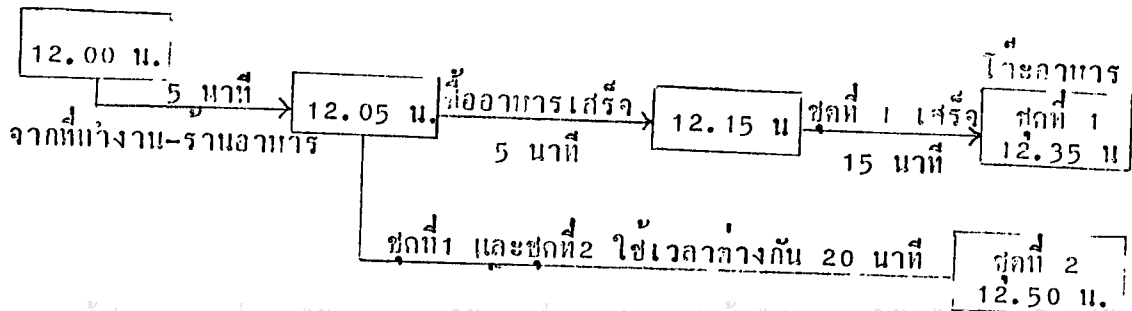 12.00 น.
5 นาที
จากที่ทำงาน-ร้านอาหาร
12.05 น.
ซื้ออาหารเสร็จ
5 นาที
12.15 น
ชุดที่ 1 เสร็จ
15 นาที
โต๊ะอาหาร
ชุดที่ 1
12.35 น
ชุดที่1 และชุดที่2 ใช้เวลาต่างกัน 20 นาที
ชุดที่ 2
12.50 น.